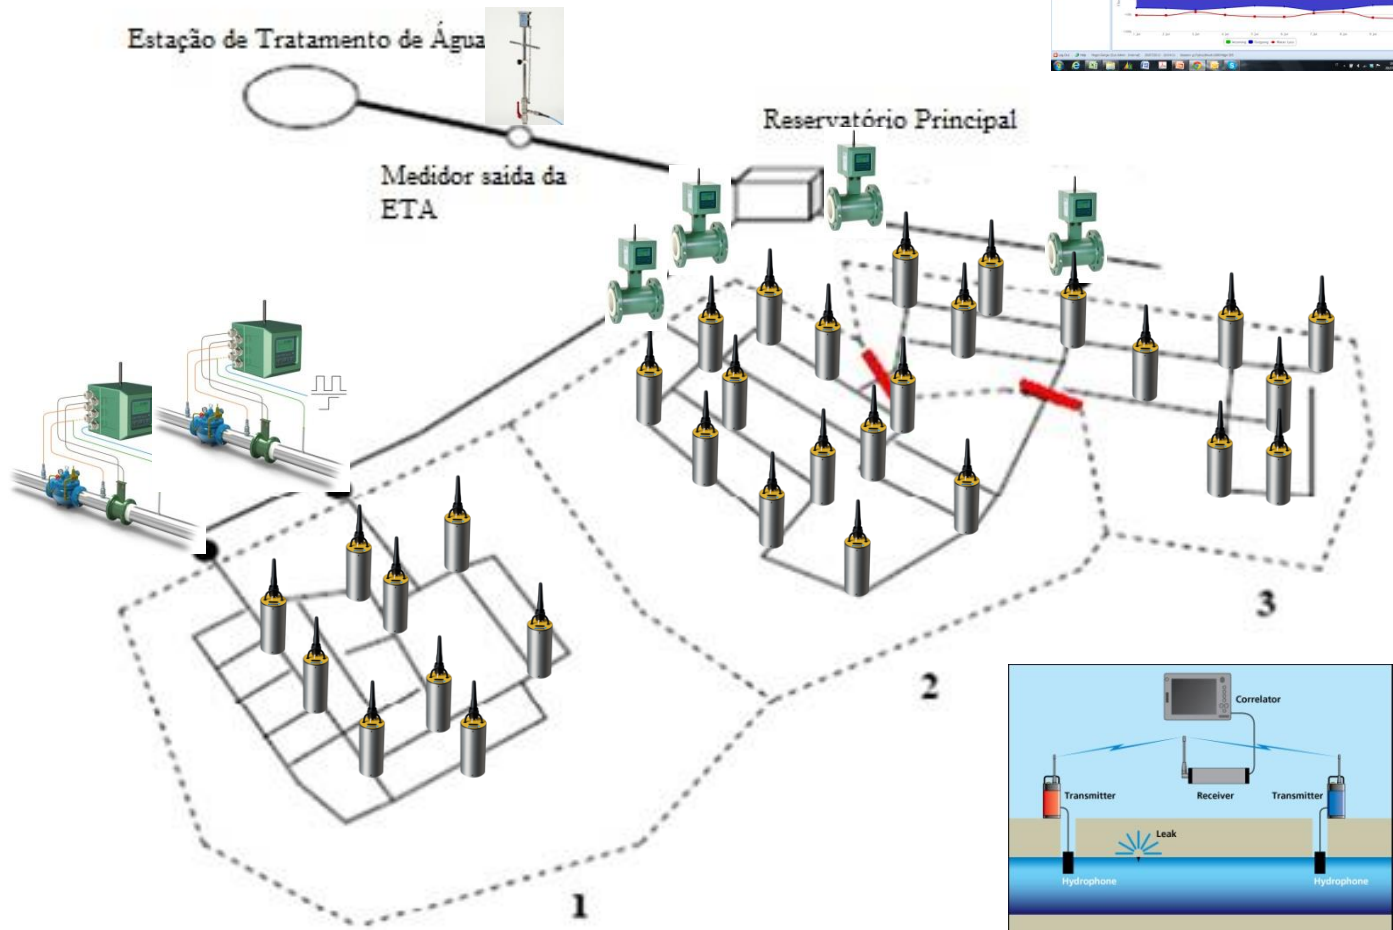 Estação de Tratamento de Água
Reservatório Principal
Medidor saída da
ETA
3
2
1
Correlator
Transmitter
Receiver
Transmitter
Leak
Hydrophone
Hydrophone